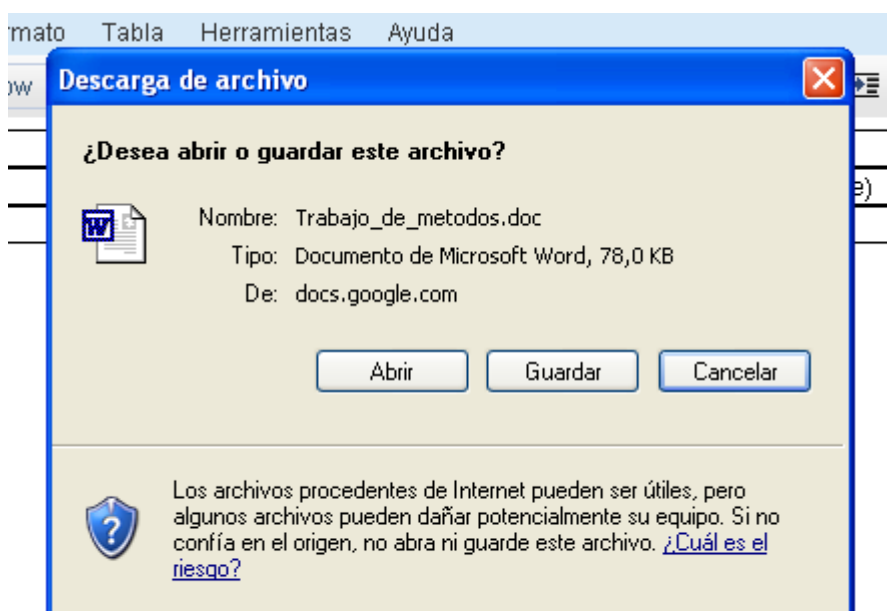 rmato Tabla Herramientas Ayuda
ow
Descarga de archivo
¿Desea abrir o guardar este archivo?
e)
Nombre: Trabajo_de_metodos.doc
Tipo: Documento de Microsoft Word, 78,0 KB
De: docs.google.com
Abrir Guardar Cancelar
Los archivos procedentes de Internet pueden ser útiles, pero
algunos archivos pueden dañar potencialmente su equipo. Si no
confía en el origen, no abra ni guarde este archivo. ¿Cuál es el
riesgo?